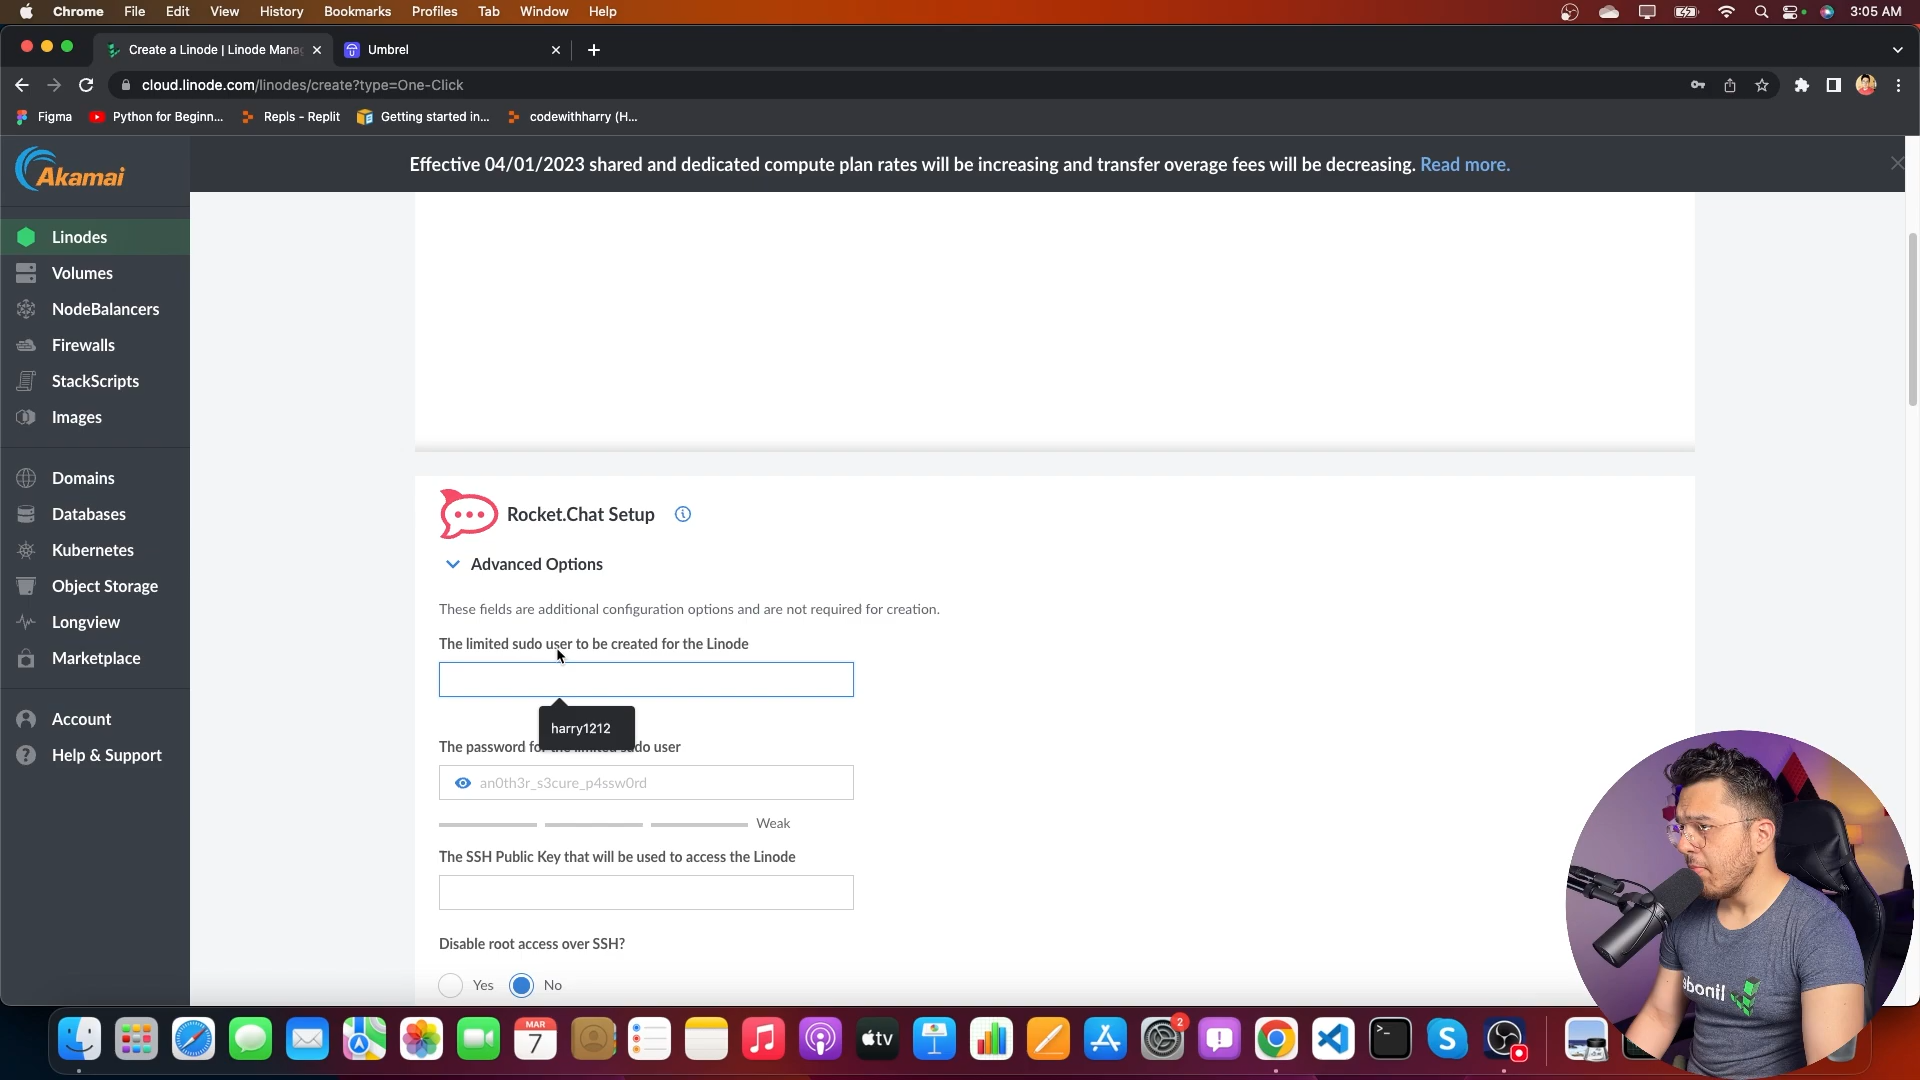 Chrome File Edit View History Bookmarks Profiles Tab Window Help 3:05 AM
Create a Linode | Linode Mana Umbrel
cloud.linode.com/linodes/create?type=One-Click
Figma Python for Beginn... Repls - Replit Getting started in... codewithharry (H...
Akamai
Effective 04/01/2023 shared and dedicated compute plan rates will be increasing and transfer overage fees will be decreasing. Read more.
Linodes
Volumes
NodeBalancers
Firewalls
StackScripts
Images
Domains
Databases
Kubernetes
Object Storage
Longview
Marketplace
Account
Help & Support
Rocket.Chat Setup
Advanced Options
These fields are additional configuration options and are not required for creation.
The limited sudo user to be created for the Linode
harry1212
The password for the limited sudo user
an0th3r_s3cure_p4ssw0rd
Weak
The SSH Public Key that will be used to access the Linode
Disable root access over SSH?
Yes No
MAR
7
tv
2